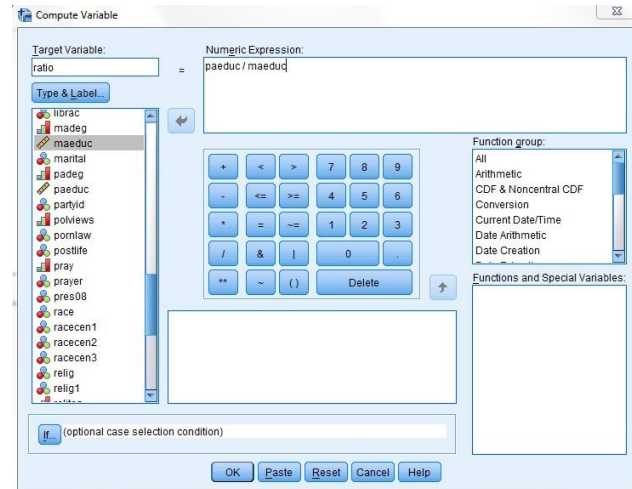 Compute Variable
Target Variable:
ratio
=
Numeric Expression:
paeduc / maeduc
Type & Label...
librac
madeg
maeduc
marital
padeg
paeduc
partyid
polviews
pornlaw
postlife
pray
prayer
pres08
race
racecen1
racecen2
racecen3
relig
relig1
+ < > 7 8 9
- <= >= 4 5 6
* = ~= 1 2 3
/ & | 0 .
** ~ () Delete
Function group:
All
Arithmetic
CDF & Noncentral CDF
Conversion
Current Date/Time
Date Arithmetic
Date Creation
Functions and Special Variables:
If... (optional case selection condition)
OK Paste Reset Cancel Help